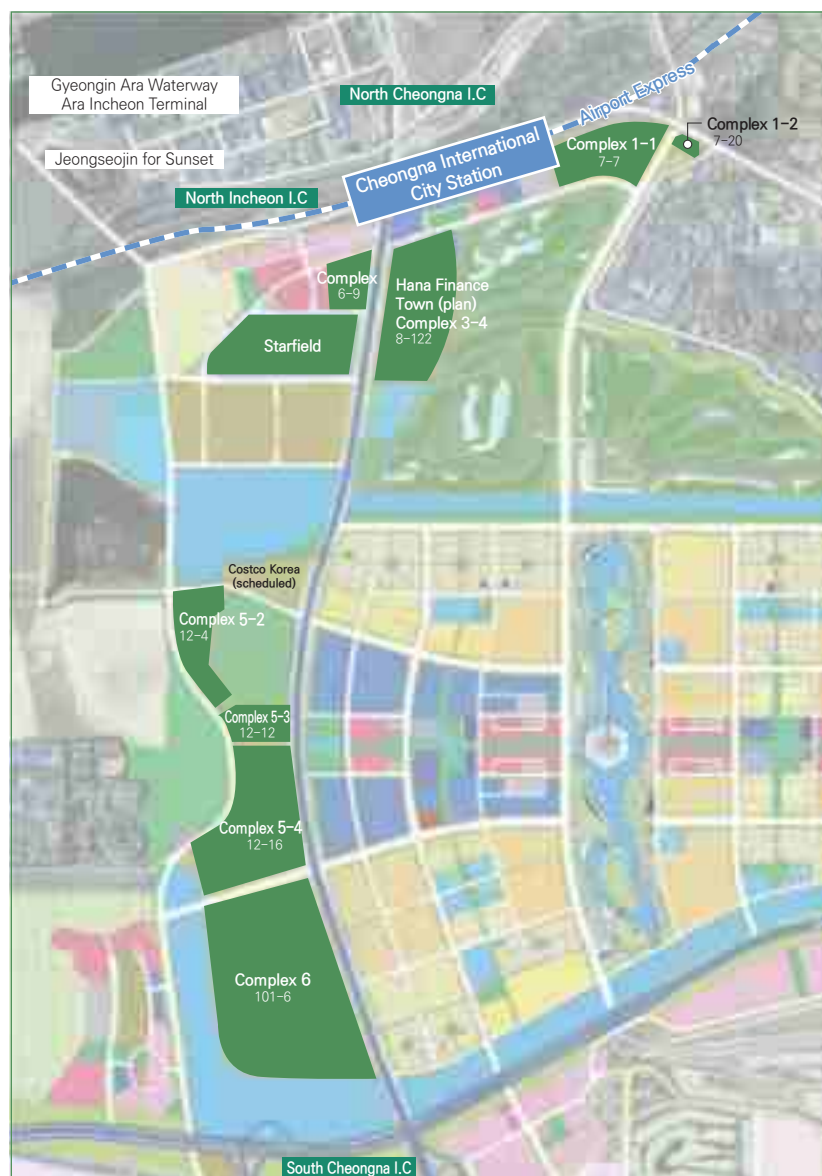 Gyeongin Ara Waterway
Ara Incheon Terminal
Jeongseojin for Sunset
North Cheongna I.C
Airport Express
North Incheon I.C
Cheongna International
City Station
Complex 1-1
7-7
Complex 1-2
7-20
Complex
6-9
Hana Finance
Town (plan)
Complex 3-4
8-122
Starfield
Costco Korea
(scheduled)
Complex 5-2
12-4
Complex 5-3
12-12
Complex 5-4
12-16
Complex 6
101-6
South Cheongna I.C